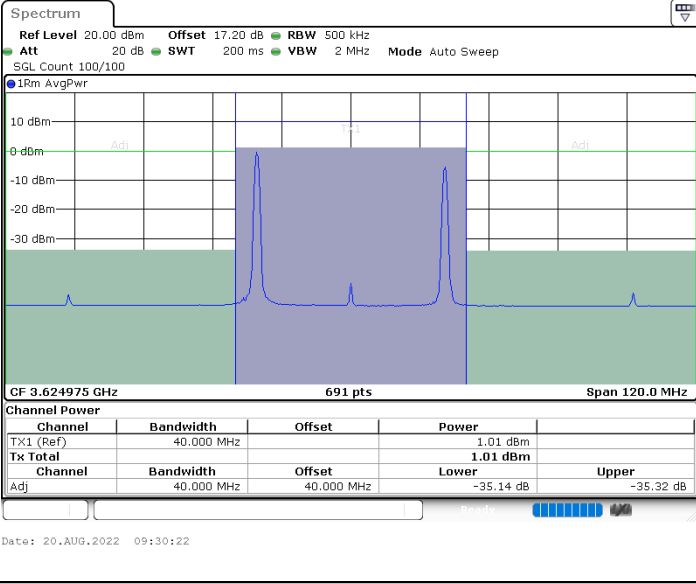 Spectrum
Ref Level 20.00 dBm Offset 17.20 dB RBW 500 kHz
Att 20 dB SWT 200 ms VBW 2 MHz Mode Auto Sweep
SGL Count 100/100
1Rm AvgPwr
10 dBm
TX1
0 dBm
Adj
Adj
-10 dBm
-20 dBm
-30 dBm
CF 3.624975 GHz 691 pts Span 120.0 MHz
Channel Power
Channel Bandwidth Offset Power
TX1 (Ref) 40.000 MHz 1.01 dBm
Tx Total 1.01 dBm
Channel Bandwidth Offset Lower Upper
Adj 40.000 MHz 40.000 MHz -35.14 dB -35.32 dB
Ready
Date: 20.AUG.2022 09:30:22